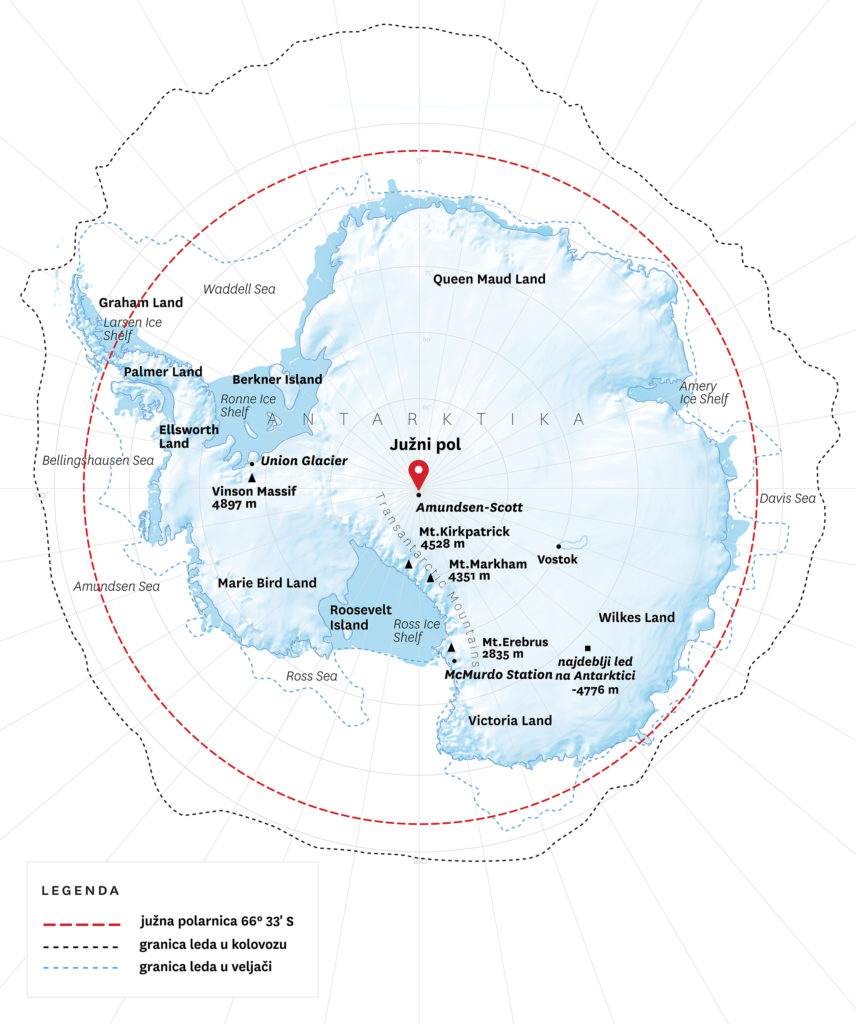 0°
Waddell Sea
Queen Maud Land
Graham Land
Larsen Ice
Shelf
80°
Palmer Land
Berkner Island
Ronne Ice
Shelf
Amery
Ice Shelf
ANTARKTIKA
Ellsworth
Land
Južni pol
Bellingshausen Sea
Union Glacier
Vinson Massif
4897 m
Amundsen-Scott
Davis Sea
Transantarctic Mountains
Mt.Kirkpatrick
4528 m
Mt.Markham
4351 m
Vostok
Amundsen Sea
Marie Bird Land
Roosevelt
Island
Ross Ice
Shelf
Wilkes Land
Mt.Erebrus
2835 m
McMurdo Station
najdeblji led
na Antarktici
-4776 m
Ross Sea
Victoria Land
LEGENDA
južna polarnica 66º 33' S
granica leda u kolovozu
granica leda u veljači